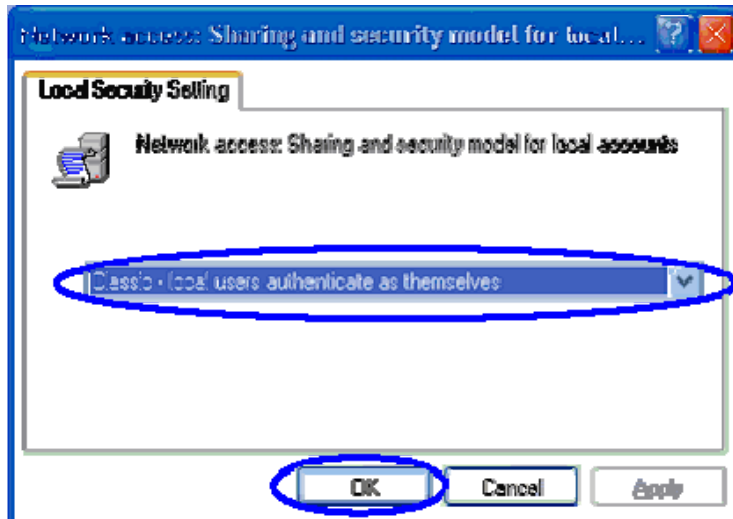 Network access: Sharing and security model for local...
Local Security Setting
Network access: Sharing and security model for local accounts
Classic - local users authenticate as themselves
OK
Cancel
Apply